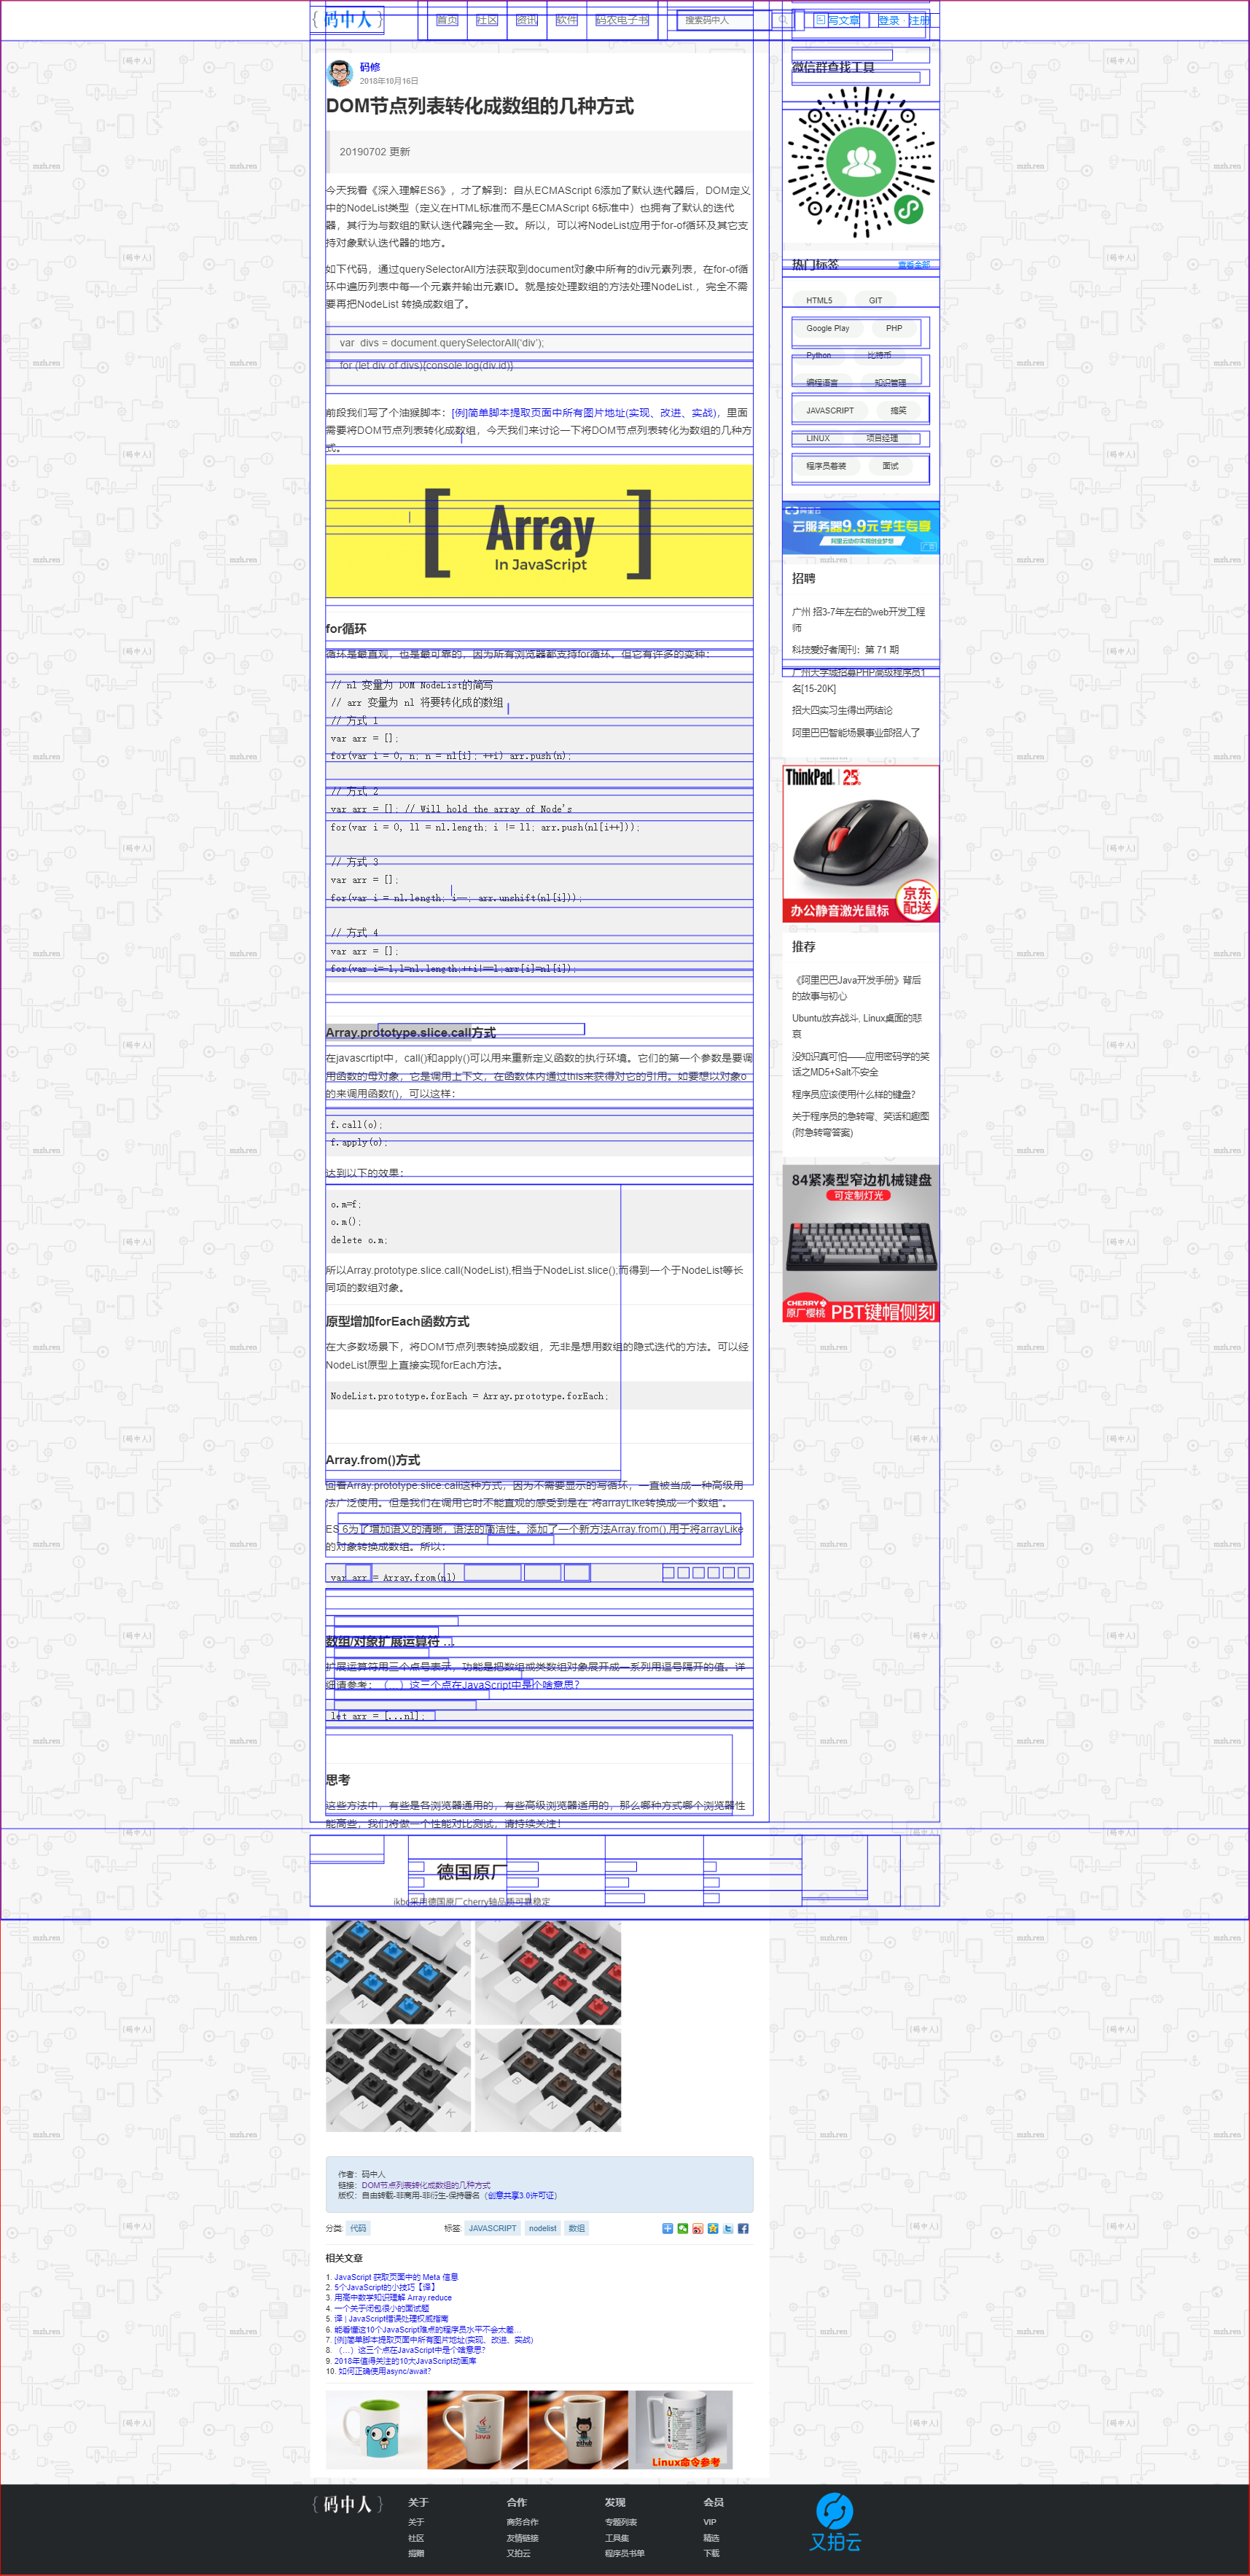 { 码中人 }
首页 社区 资讯 软件 码农电子书 搜索码中人 写文章 登录 · 注册
码修
2018年10月16日
DOM节点列表转化成数组的几种方式
20190702 更新
今天我看《深入理解ES6》，才了解到：自从ECMAScript 6添加了默认迭代器后，DOM定义
中的NodeList类型（定义在HTML标准而不是ECMAScript 6标准中）也拥有了默认的迭代
器，其行为与数组的默认迭代器完全一致。所以，可以将NodeList应用于for-of循环及其它支
持对象默认迭代器的地方。
如下代码，通过querySelectorAll方法获取到document对象中所有的div元素列表，在for-of循
环中遍历列表中每一个元素并输出元素ID。就是按处理数组的方法处理NodeList.，完全不需
要再把NodeList 转换成数组了。
var divs = document.querySelectorAll('div');
for (let div of divs){console.log(div.id)}
前段我们写了个油猴脚本：[例]简单脚本提取页面中所有图片地址(实现、改进、实战)，里面
需要将DOM节点列表转化成数组，今天我们来讨论一下将DOM节点列表转化为数组的几种方
式。
[ Array ]
In JavaScript
for循环
循环是最直观，也是最可靠的，因为所有浏览器都支持for循环。但它有许多的变种：
// nl 变量为 DOM NodeList的简写
// arr 变量为 nl 将要转化成的数组
// 方式 1
var arr = [];
for(var i = 0, n; n = nl[i]; ++i) arr.push(n);
// 方式 2
var arr = []; // Will hold the array of Node's
for(var i = 0, ll = nl.length; i != ll; arr.push(nl[i++]));
// 方式 3
var arr = [];
for(var i = nl.length; i--; arr.unshift(nl[i]));
// 方式 4
var arr = [];
for(var i=-1,l=nl.length;++i!==l;arr[i]=nl[i]);
Array.prototype.slice.call方式
在javascrtipt中，call()和apply()可以用来重新定义函数的执行环境。它们的第一个参数是要调
用函数的母对象，它是调用上下文，在函数体内通过this来获得对它的引用。如要想以对象o
的来调用函数f()，可以这样：
f.call(o);
f.apply(o);
达到以下的效果：
o.m=f;
o.m();
delete o.m;
所以Array.prototype.slice.call(NodeList),相当于NodeList.slice();而得到一个于NodeList等长
同项的数组对象。
原型增加forEach函数方式
在大多数场景下，将DOM节点列表转换成数组，无非是想用数组的隐式迭代的方法。可以经
NodeList原型上直接实现forEach方法。
NodeList.prototype.forEach = Array.prototype.forEach;
Array.from()方式
回看Array.prototype.slice.call这种方式，因为不需要显示的写循环，一直被当成一种高级用
法广泛使用。但是我们在调用它时不能直观的感受到是在“将arrayLike转换成一个数组”。
ES 6为了增加语义的清晰，语法的简洁性。添加了一个新方法Array.from(),用于将arrayLike
的对象转换成数组。所以：
var arr = Array.from(nl)
数组/对象扩展运算符 ...
扩展运算符用三个点号表示，功能是把数组或类数组对象展开成一系列用逗号隔开的值。详
细请参考：（...）这三个点在JavaScript中是个啥意思？
let arr = [...nl];
思考
这些方法中，有些是各浏览器通用的，有些高级浏览器适用的，那么哪种方式哪个浏览器性
能高些，我们将做一个性能对比测试，请持续关注！
德国原厂
ikbc采用德国原厂cherry轴品质可靠稳定
作者：码中人
链接：DOM节点列表转化成数组的几种方式
版权：自由转载-非商用-非衍生-保持署名（创意共享3.0许可证）
分类: 代码 标签: JAVASCRIPT nodelist 数组
相关文章
1. JavaScript 获取页面中的 Meta 信息
2. 5个JavaScript的小技巧【译】
3. 用高中数学知识理解 Array.reduce
4. 一个关于闭包很小的面试题
5. 译 | JavaScript错误处理权威指南
6. 能看懂这10个JavaScript难点的程序员水平不会太差…
7. [例]简单脚本提取页面中所有图片地址(实现、改进、实战)
8. （...）这三个点在JavaScript中是个啥意思？
9. 2018年值得关注的10大JavaScript动画库
10. 如何正确使用async/await?
Java
github
Linux命令参考
微信群查找工具
热门标签 查看全部
HTML5 GIT
Google Play PHP
Python 比特币
编程语言 知识管理
JAVASCRIPT 搞笑
LINUX 项目经理
程序员着装 面试
阿里云
云服务器9.9元 学生专享
阿里云助你实现创业梦想
广告
招聘
广州 招3-7年左右的web开发工程
师
科技爱好者周刊：第 71 期
广州大学城招募PHP高级程序员1
名[15-20K]
招大四实习生得出两结论
阿里巴巴智能场景事业部招人了
ThinkPad 25
京东
配送
办公静音激光鼠标
推荐
《阿里巴巴Java开发手册》背后
的故事与初心
Ubuntu放弃战斗, Linux桌面的悲
哀
没知识真可怕——应用密码学的笑
话之MD5+Salt不安全
程序员应该使用什么样的键盘？
关于程序员的急转弯、笑话和趣图
(附急转弯答案)
84紧凑型窄边机械键盘
可定制灯光
CHERRY
原厂樱桃 PBT键帽侧刻
{ 码中人 }
关于 合作 发现 会员
关于 商务合作 专题列表 VIP
社区 友情链接 工具集 精选
捐赠 又拍云 程序员书单 下载
又拍云